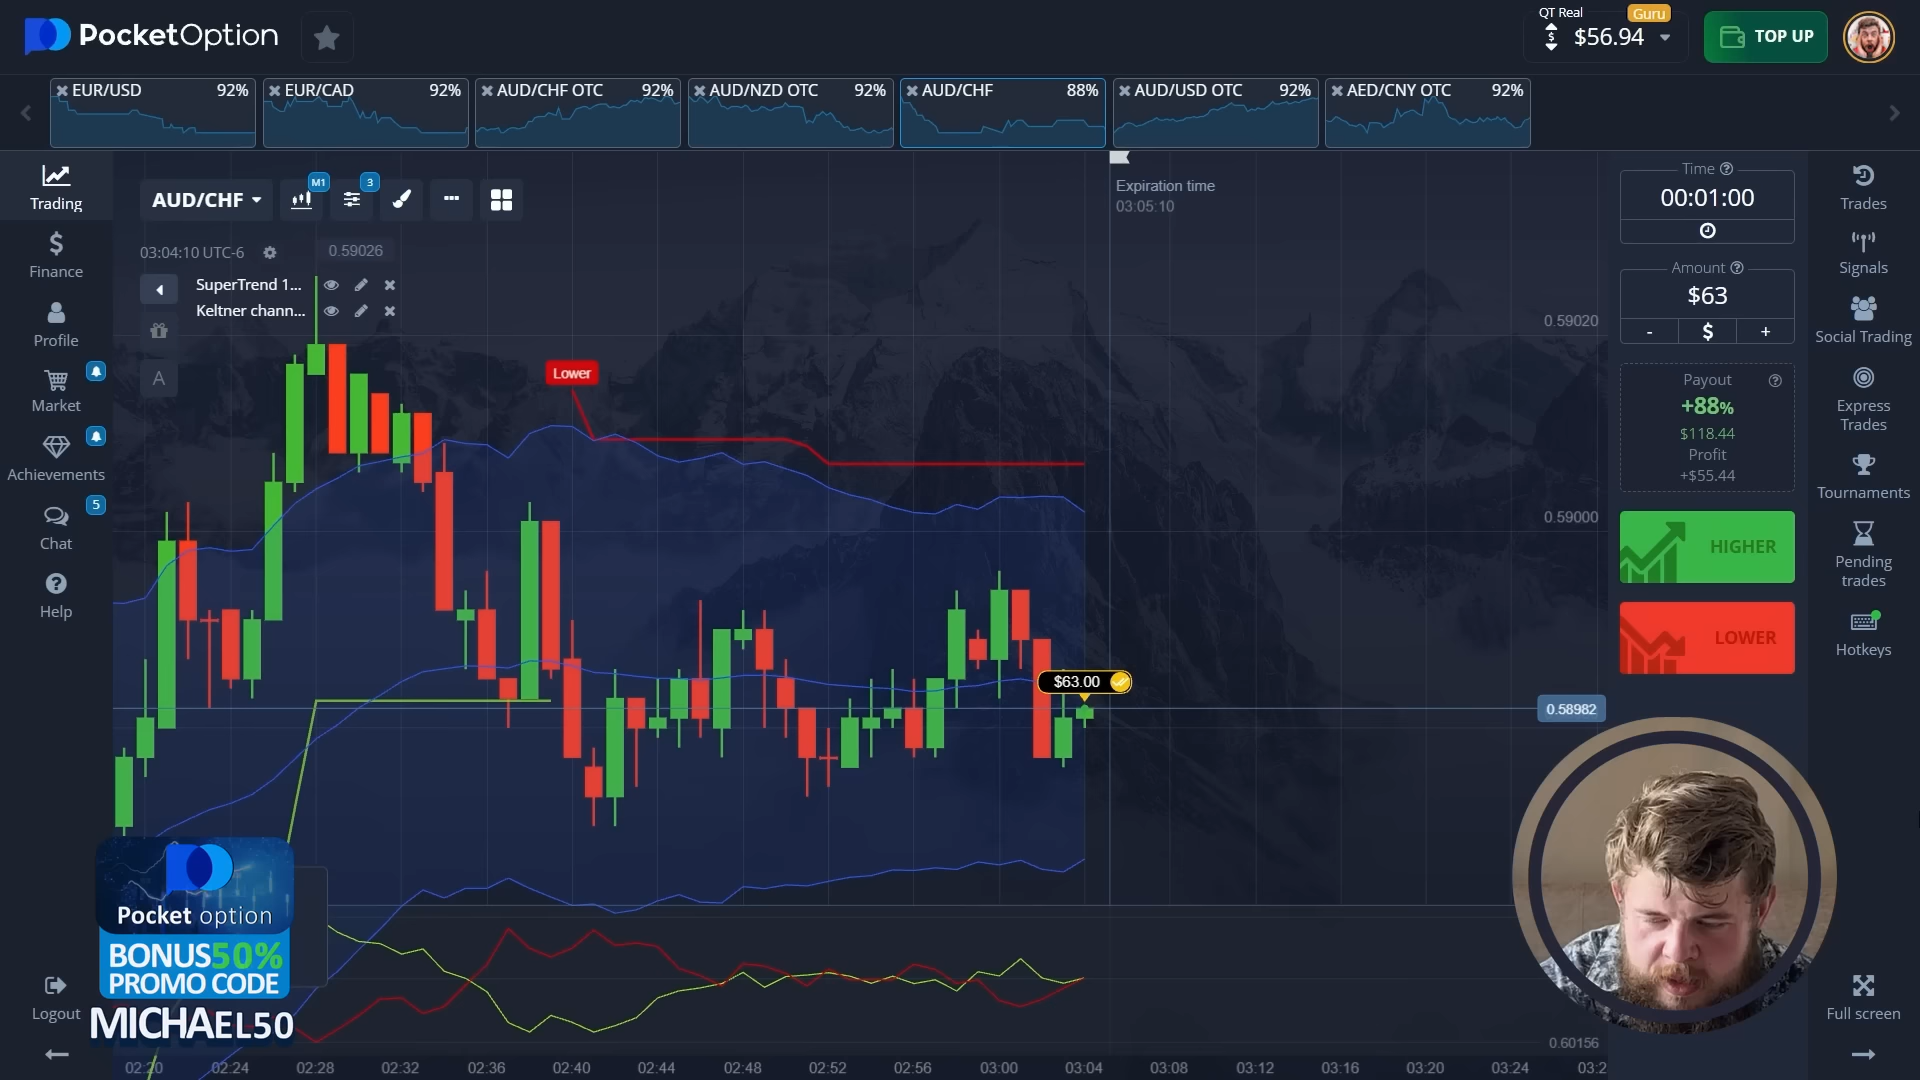 PocketOption
QT Real
Guru
$56.94
TOP UP
EUR/USD 92%
EUR/CAD 92%
AUD/CHF OTC 92%
AUD/NZD OTC 92%
AUD/CHF 88%
AUD/USD OTC 92%
AED/CNY OTC 92%
Trading
Finance
Profile
Market
Achievements
5
Chat
Help
Logout
AUD/CHF
M1
3
03:04:10 UTC-6
0.59026
SuperTrend 1...
Keltner chann...
A
Lower
Expiration time
03:05:10
0.59020
0.59000
$63.00
0.58982
0.60156
02:20 02:24 02:28 02:32 02:36 02:40 02:44 02:48 02:52 02:56 03:00 03:04 03:08 03:12 03:16 03:20 03:24 03:2
Time
00:01:00
Amount
$63
- $ +
Payout
+88%
$118.44
Profit
+$55.44
HIGHER
LOWER
Trades
Signals
Social Trading
Express
Trades
Tournaments
Pending
trades
Hotkeys
Full screen
Pocket option
BONUS50%
PROMO CODE
MICHAEL50